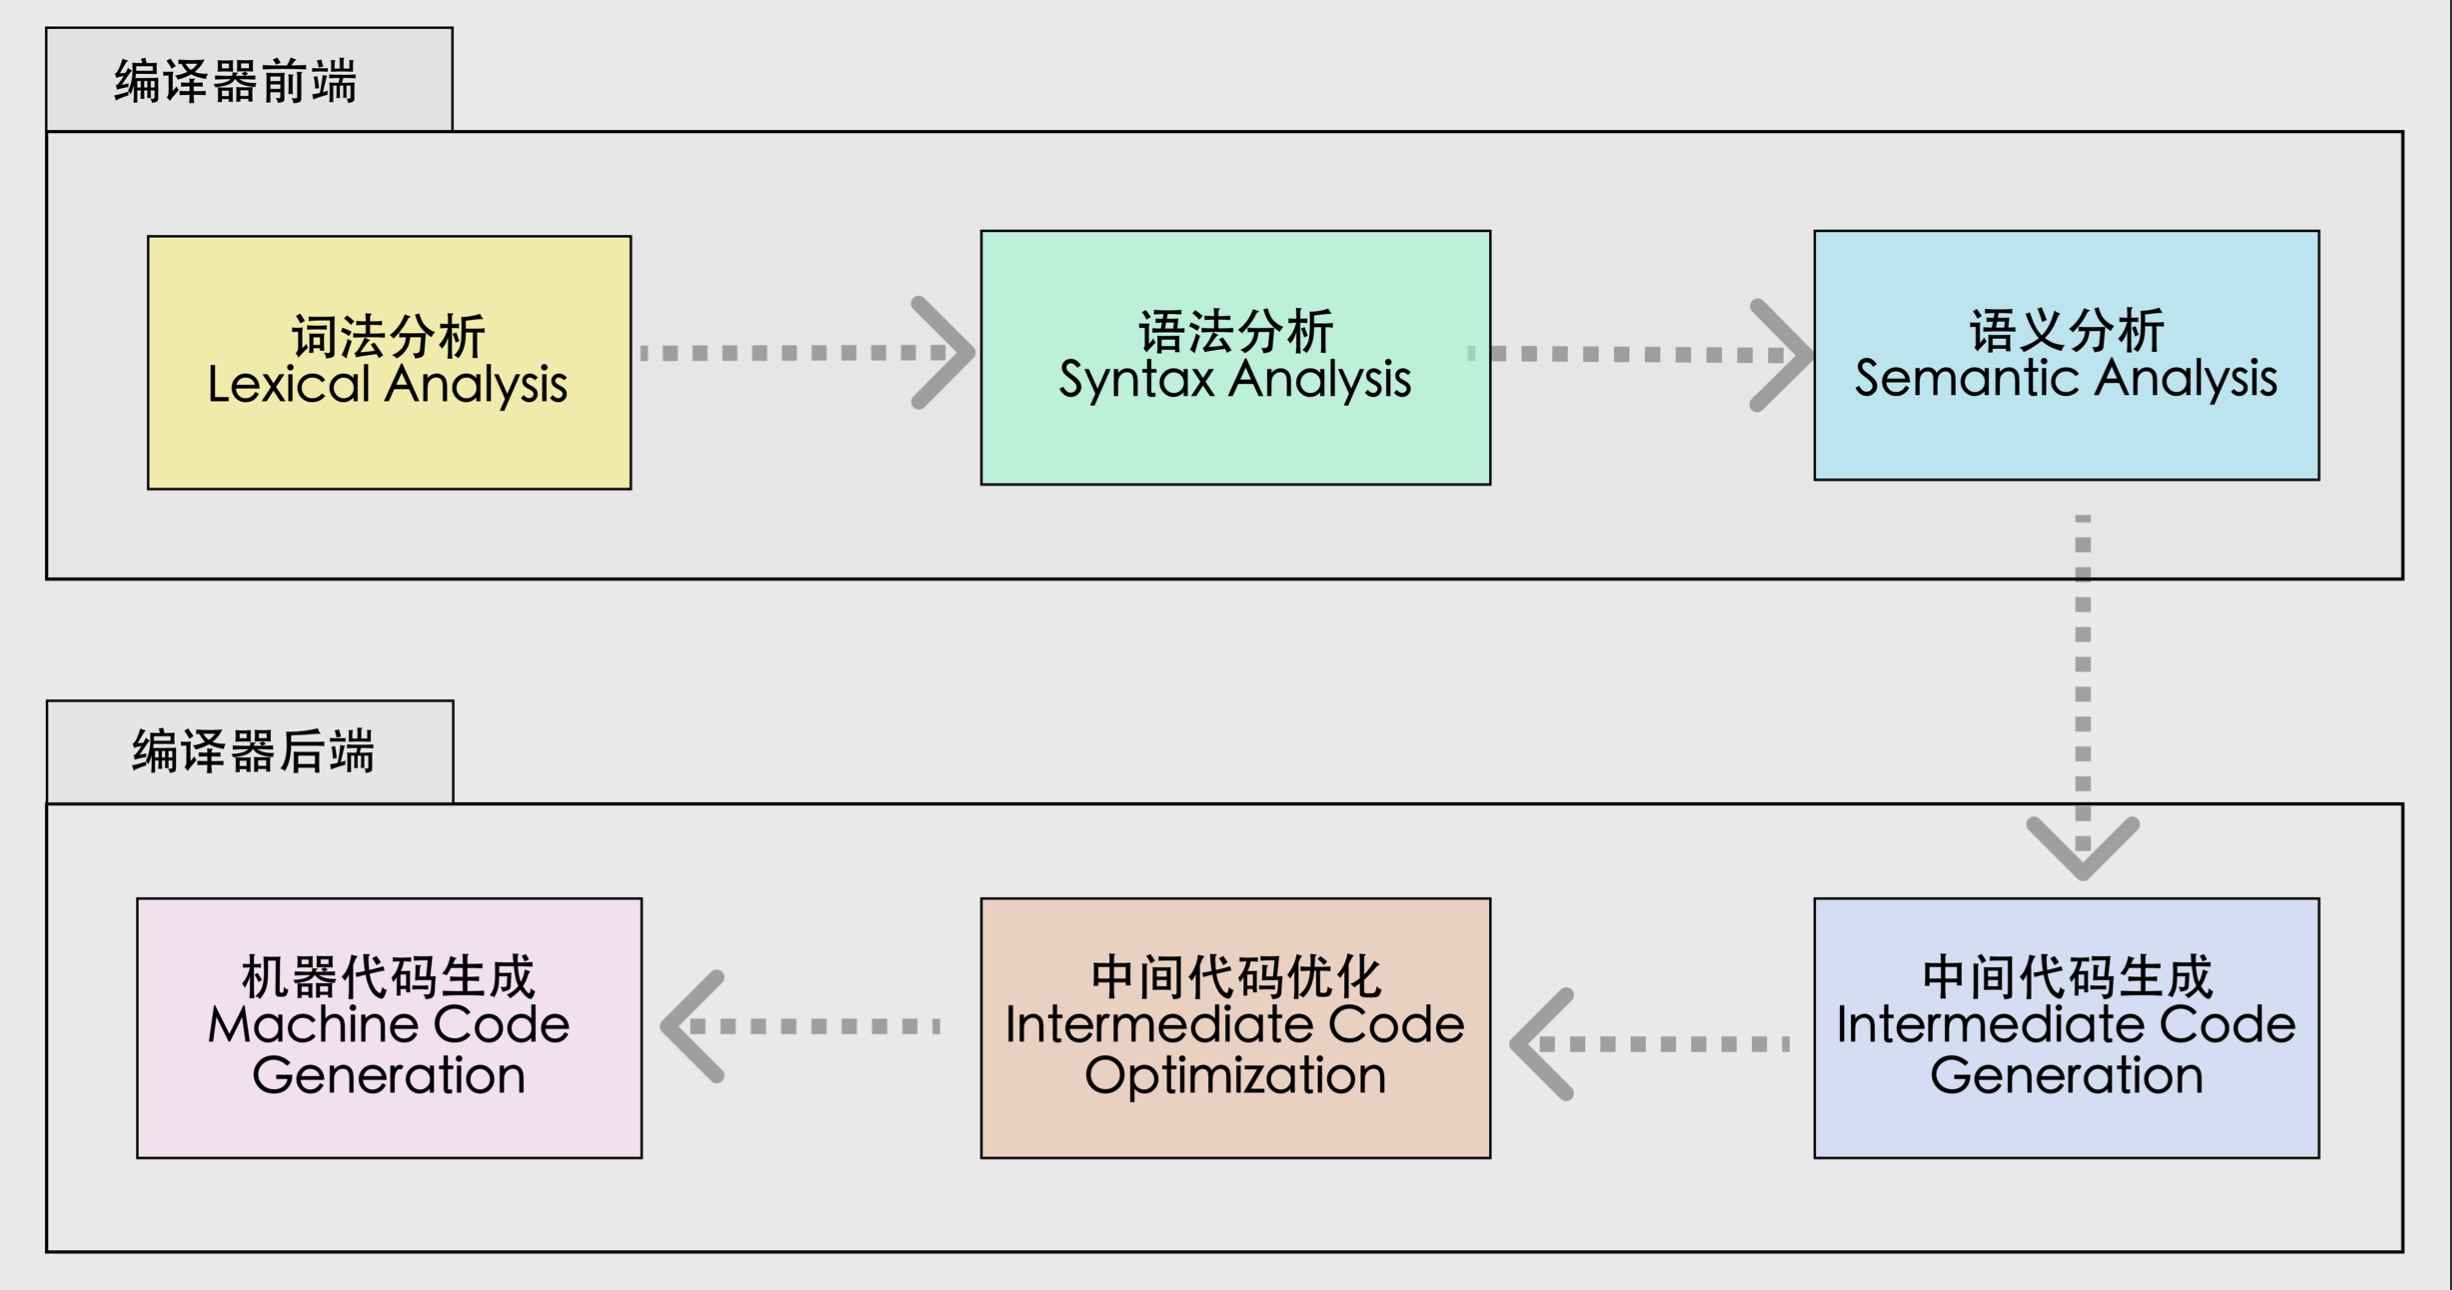 编译器前端
词法分析
Lexical Analysis
语法分析
Syntax Analysis
语义分析
Semantic Analysis
编译器后端
机器代码生成
Machine Code
Generation
中间代码优化
Intermediate Code
Optimization
中间代码生成
Intermediate Code
Generation